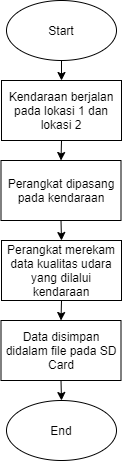 Start
Kendaraan berjalan
pada lokasi 1 dan
lokasi 2
Perangkat dipasang
pada kendaraan
Perangkat merekam
data kualitas udara
yang dilalui
kendaraan
Data disimpan
didalam file pada SD
Card
End